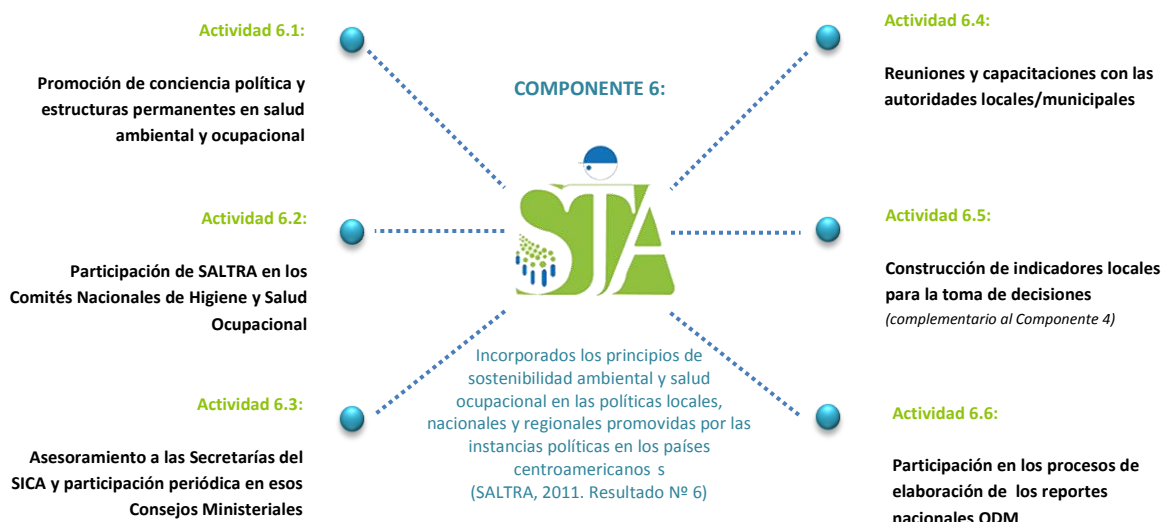 Actividad 6.1:
Promoción de conciencia política y
estructuras permanentes en salud
ambiental y ocupacional
Actividad 6.2:
Participación de SALTRA en los
Comités Nacionales de Higiene y Salud
Ocupacional
Actividad 6.3:
Asesoramiento a las Secretarías del
SICA y participación periódica en esos
Consejos Ministeriales
COMPONENTE 6:
STA
Incorporados los principios de
sostenibilidad ambiental y salud
ocupacional en las políticas locales,
nacionales y regionales promovidas por las
instancias políticas en los países
centroamericanos s
(SALTRA, 2011. Resultado Nº 6)
Actividad 6.4:
Reuniones y capacitaciones con las
autoridades locales/municipales
Actividad 6.5:
Construcción de indicadores locales
para la toma de decisiones
(complementario al Componente 4)
Actividad 6.6:
Participación en los procesos de
elaboración de los reportes
nacionales ODM